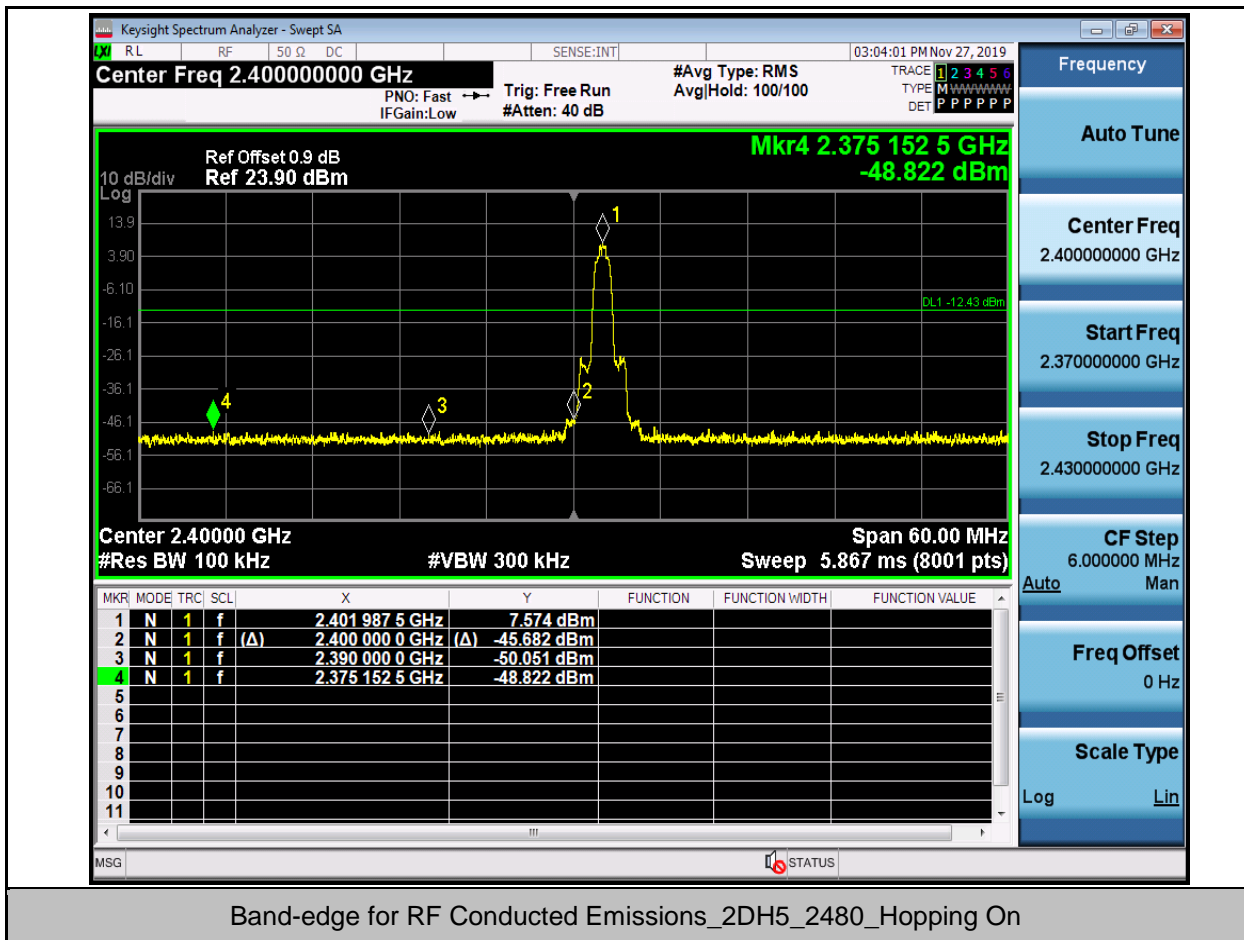 Keysight Spectrum Analyzer - Swept SA
LXI RL RF 50 Ω DC SENSE:INT 03:04:01 PM Nov 27, 2019
Center Freq 2.400000000 GHz
PNO: Fast
IFGain:Low
Trig: Free Run
#Atten: 40 dB
#Avg Type: RMS
Avg|Hold: 100/100
TRACE 1 2 3 4 5 6
TYPE M WWWWW
DET P P P P P P
Mkr4 2.375 152 5 GHz
-48.822 dBm
Ref Offset 0.9 dB
10 dB/div Ref 23.90 dBm
Log
13.9
3.90
-6.10
-16.1
-26.1
-36.1
-46.1
-56.1
-66.1
1
2
3
4
DL1 -12.43 dBm
Center 2.40000 GHz Span 60.00 MHz
#Res BW 100 kHz #VBW 300 kHz Sweep 5.867 ms (8001 pts)
MKR MODE TRC SCL X Y FUNCTION FUNCTION WIDTH FUNCTION VALUE
1 N 1 f 2.401 987 5 GHz 7.574 dBm
2 N 1 f (Δ) 2.400 000 0 GHz (Δ) -45.682 dBm
3 N 1 f 2.390 000 0 GHz -50.051 dBm
4 N 1 f 2.375 152 5 GHz -48.822 dBm
5
6
7
8
9
10
11
MSG STATUS
Frequency
Auto Tune
Center Freq
2.400000000 GHz
Start Freq
2.370000000 GHz
Stop Freq
2.430000000 GHz
CF Step
6.000000 MHz
Auto Man
Freq Offset
0 Hz
Scale Type
Log Lin
Band-edge for RF Conducted Emissions_2DH5_2480_Hopping On